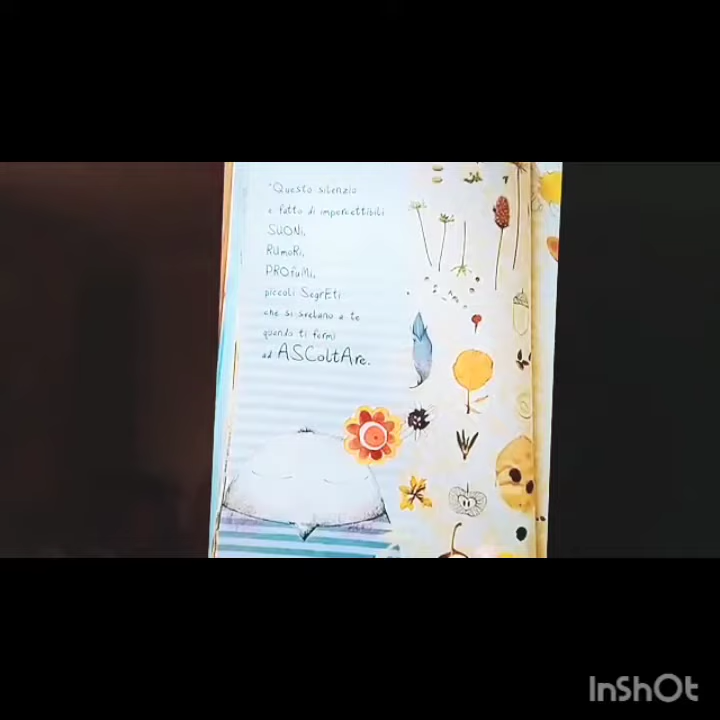 "Questo silenzio
è fatto di impercettibili
SUONi,
RUmoRi,
PROfuMi,
piccoli SegrEti
che si svelano a te
quando ti fermi
ad ASColtAre.
InShOt